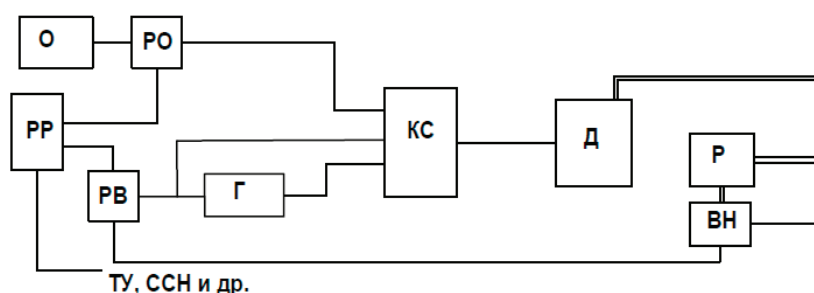 О
РО
РР
КС
Д
Р
РВ
Г
ВН
ТУ, ССН и др.